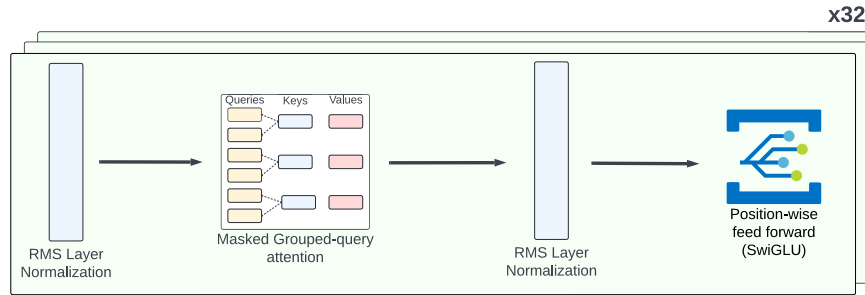 x32
Queries Keys Values
RMS Layer
Normalization
Masked Grouped-query
attention
RMS Layer
Normalization
Position-wise
feed forward
(SwiGLU)